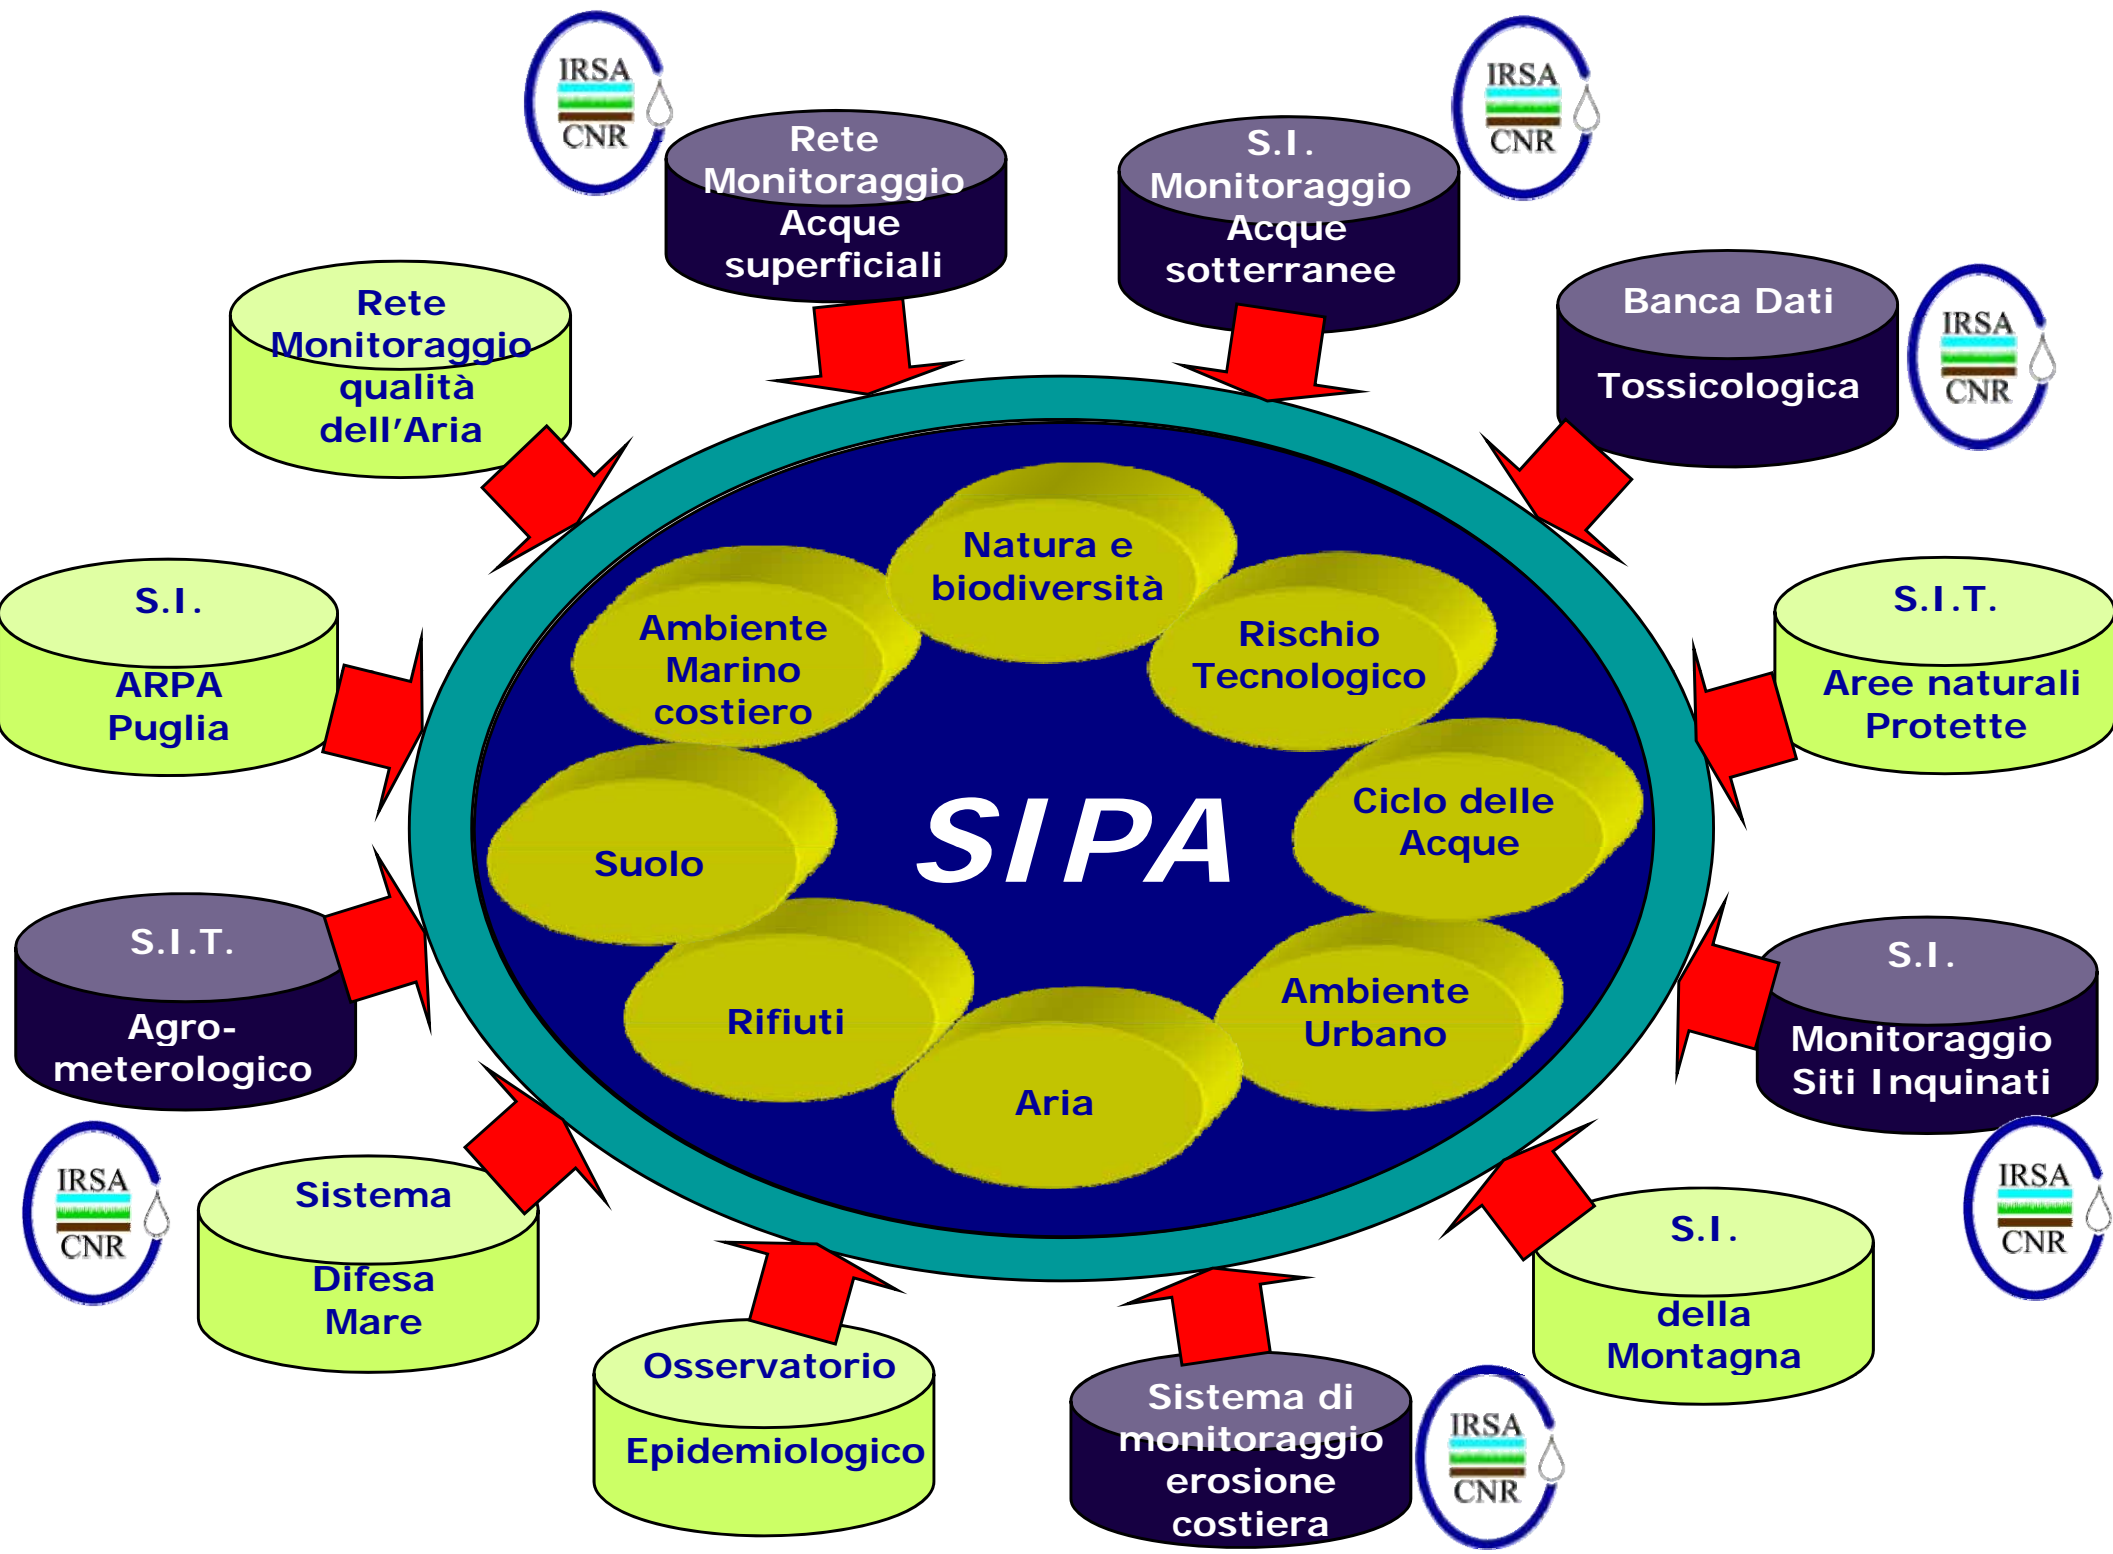 IRSA
CNR
Rete
Monitoraggio
Acque
superficiali
S.I.
Monitoraggio
Acque
sotterranee
IRSA
CNR
Rete
Monitoraggio
qualità
dell'Aria
Banca Dati
Tossicologica
IRSA
CNR
S.I.
ARPA
Puglia
S.I.T.
Aree naturali
Protette
Natura e
biodiversità
Ambiente
Marino
costiero
Rischio
Tecnologico
Suolo
SIPA
Ciclo delle
Acque
Rifiuti
Aria
Ambiente
Urbano
S.I.T.
Agro-
meterologico
IRSA
CNR
S.I.
Monitoraggio
Siti Inquinati
IRSA
CNR
Sistema
Difesa
Mare
Osservatorio
Epidemiologico
Sistema di
monitoraggio
erosione
costiera
IRSA
CNR
S.I.
della
Montagna